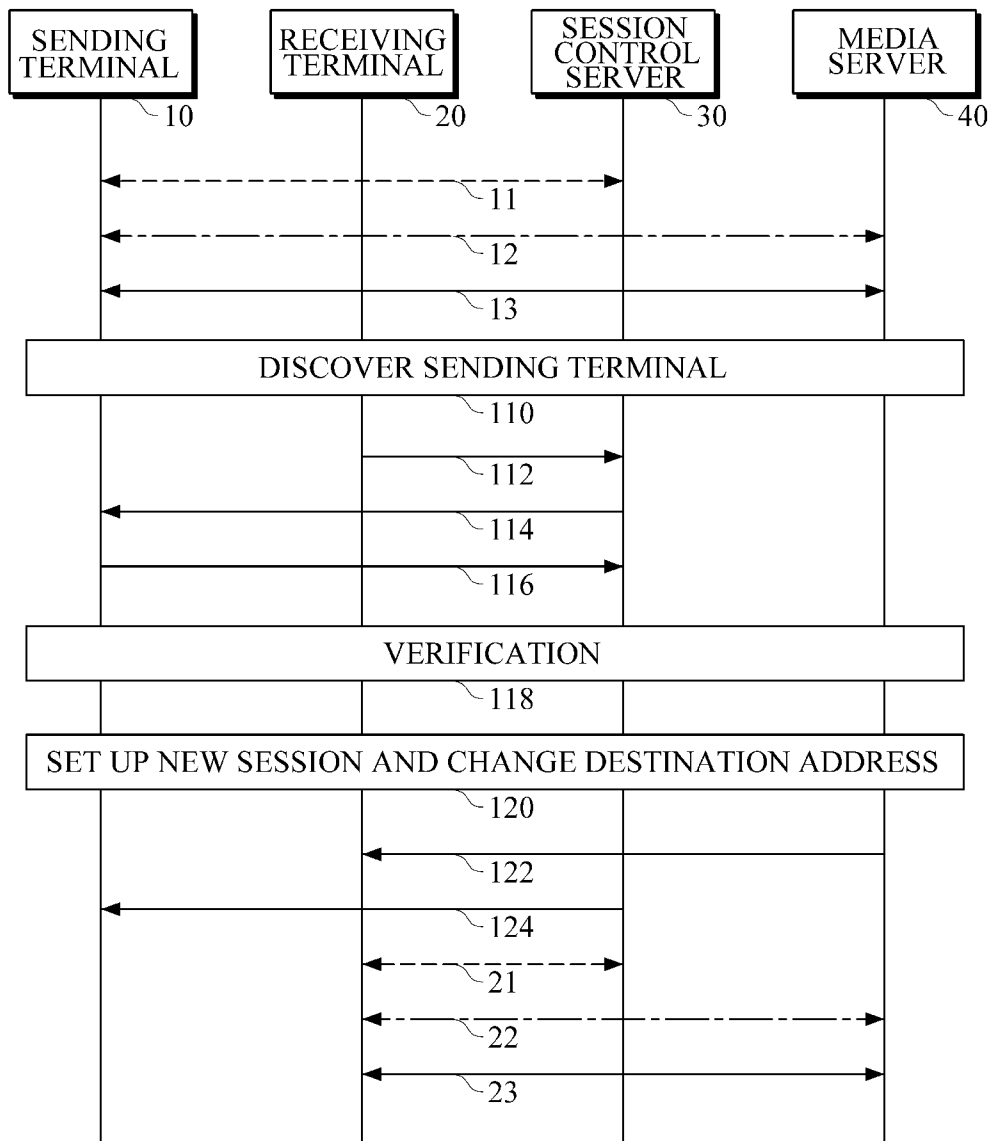 SENDING
TERMINAL
RECEIVING
TERMINAL
SESSION
CONTROL
SERVER
MEDIA
SERVER
10
20
30
40
11
12
13
DISCOVER SENDING TERMINAL
110
112
114
116
VERIFICATION
118
SET UP NEW SESSION AND CHANGE DESTINATION ADDRESS
120
122
124
21
22
23